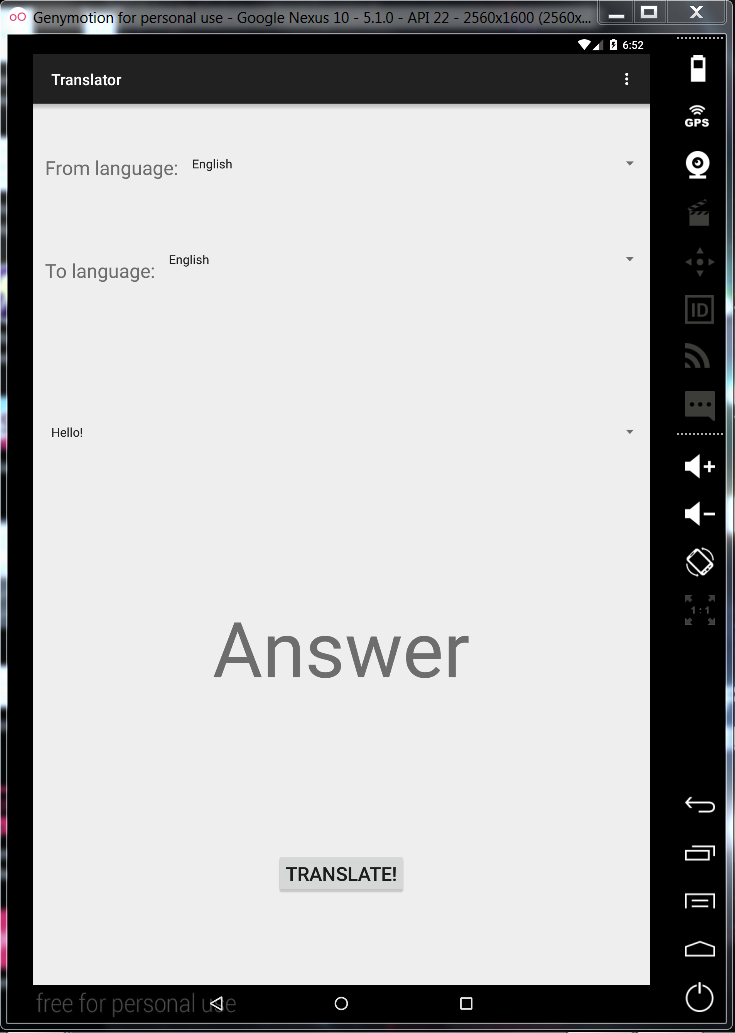 Genymotion for personal use - Google Nexus 10 - 5.1.0 - API 22 - 2560x1600 (2560x...
6:52
Translator
GPS
From language: English
To language: English
ID
Hello!
1:1
Answer
TRANSLATE!
free for personal use